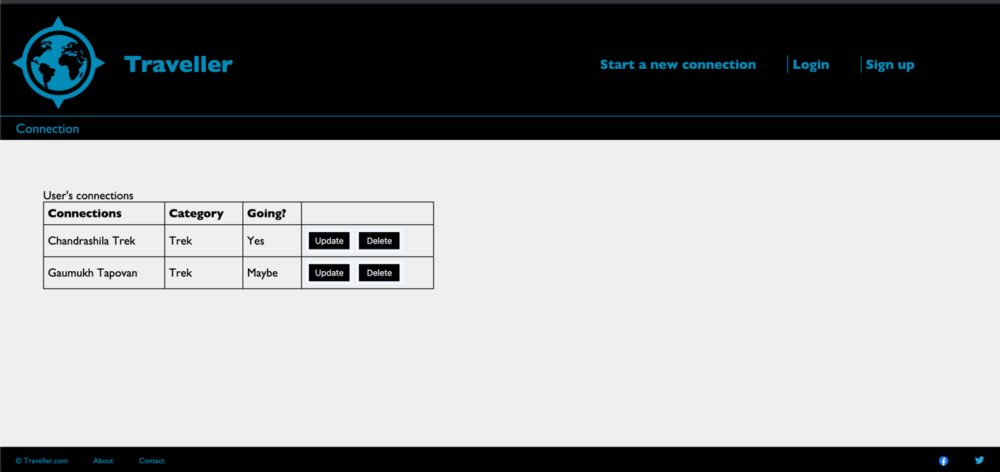 Traveller
Start a new connection Login Sign up
Connection
User's connections
Connections Category Going?
Chandrashila Trek Trek Yes Update Delete
Gaumukh Tapovan Trek Maybe Update Delete
© Traveller.com About Contact